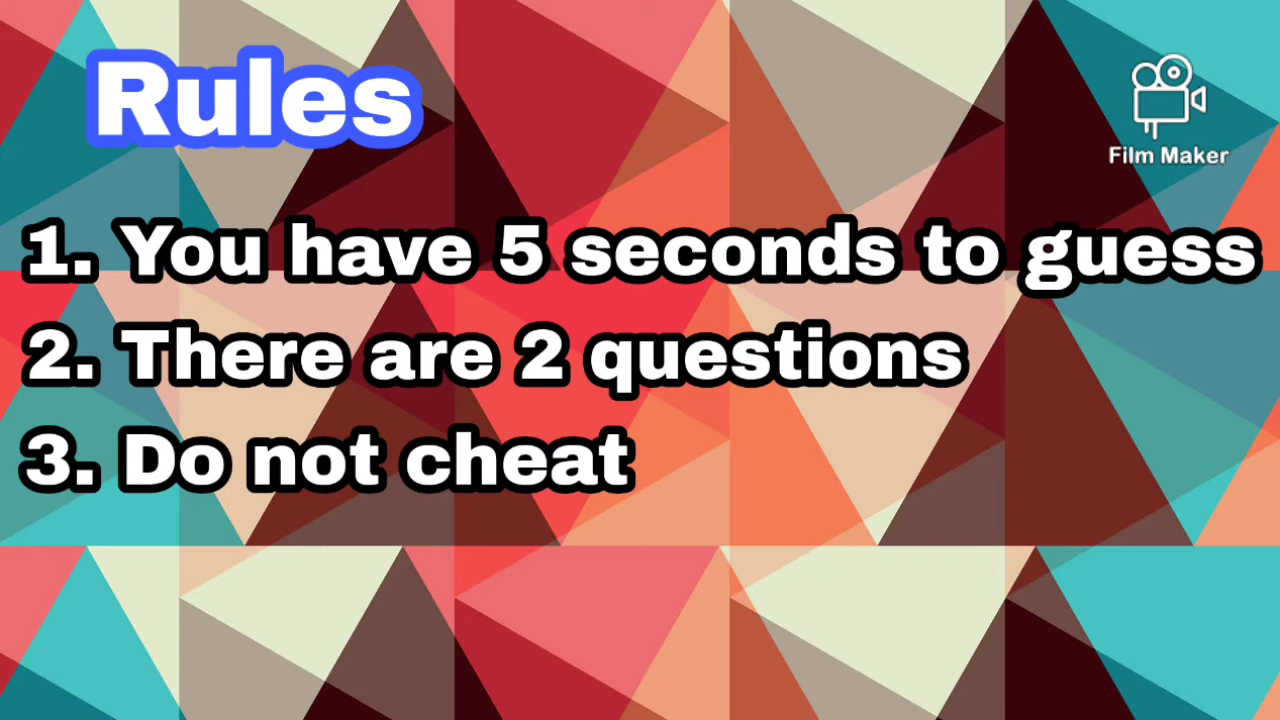 Rules
Film Maker
1. You have 5 seconds to guess
2. There are 2 questions
3. Do not cheat